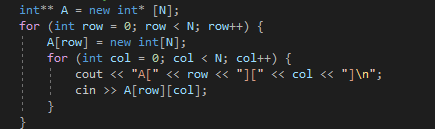 int** A = new int* [N];
for (int row = 0; row < N; row++) {
A[row] = new int[N];
for (int col = 0; col < N; col++) {
cout << "A[" << row << "][" << col << "]\n";
cin >> A[row][col];
}
}